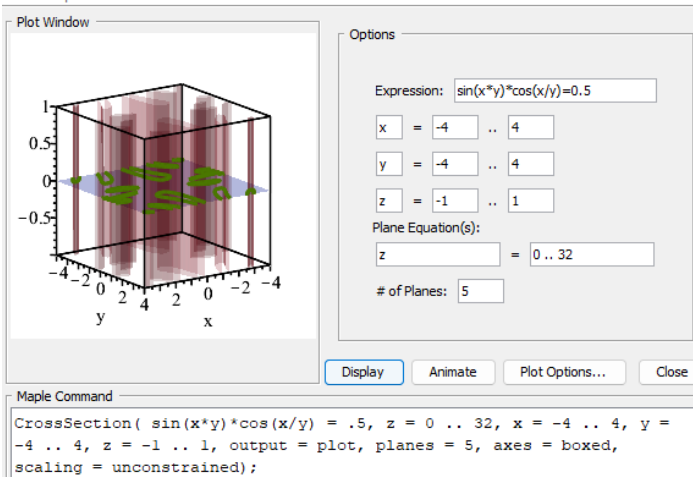 Plot Window
1
0.5
0
-0.5
-4
-2
0
2
4
y
2
0
-2
-4
x
Options
Expression: sin(x*y)*cos(x/y)=0.5
x = -4 .. 4
y = -4 .. 4
z = -1 .. 1
Plane Equation(s):
z = 0 .. 32
# of Planes: 5
Display Animate Plot Options... Close
Maple Command
CrossSection( sin(x*y)*cos(x/y) = .5, z = 0 .. 32, x = -4 .. 4, y =
-4 .. 4, z = -1 .. 1, output = plot, planes = 5, axes = boxed,
scaling = unconstrained);